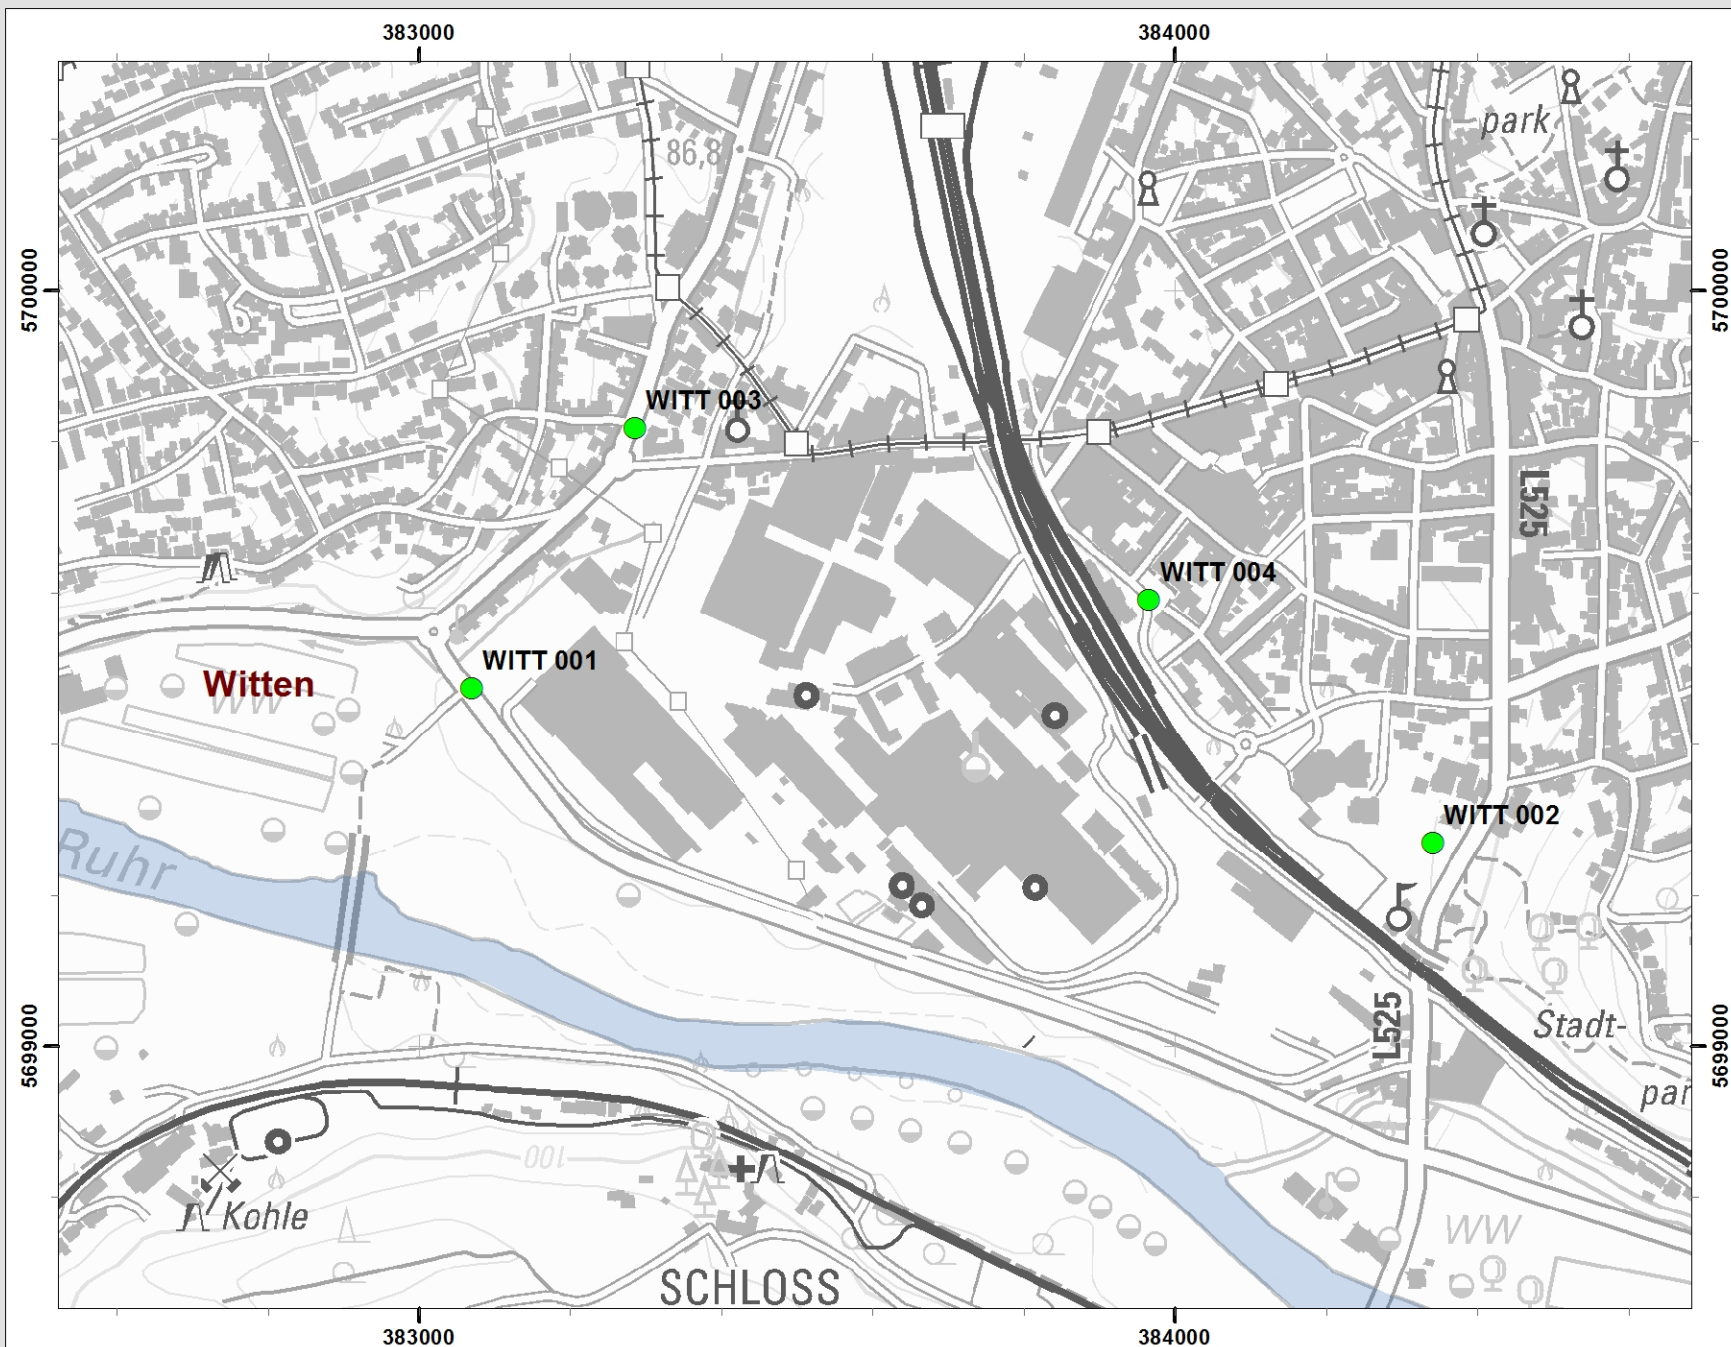 383000
384000
park
86,8
5700000
5700000
WITT 003
L525
WITT 004
WITT 001
Witten
WW
WITT 002
Ruhr
L525
Stadt-
5699000
5699000
par
100
Kohle
WW
SCHLOSS
383000
384000